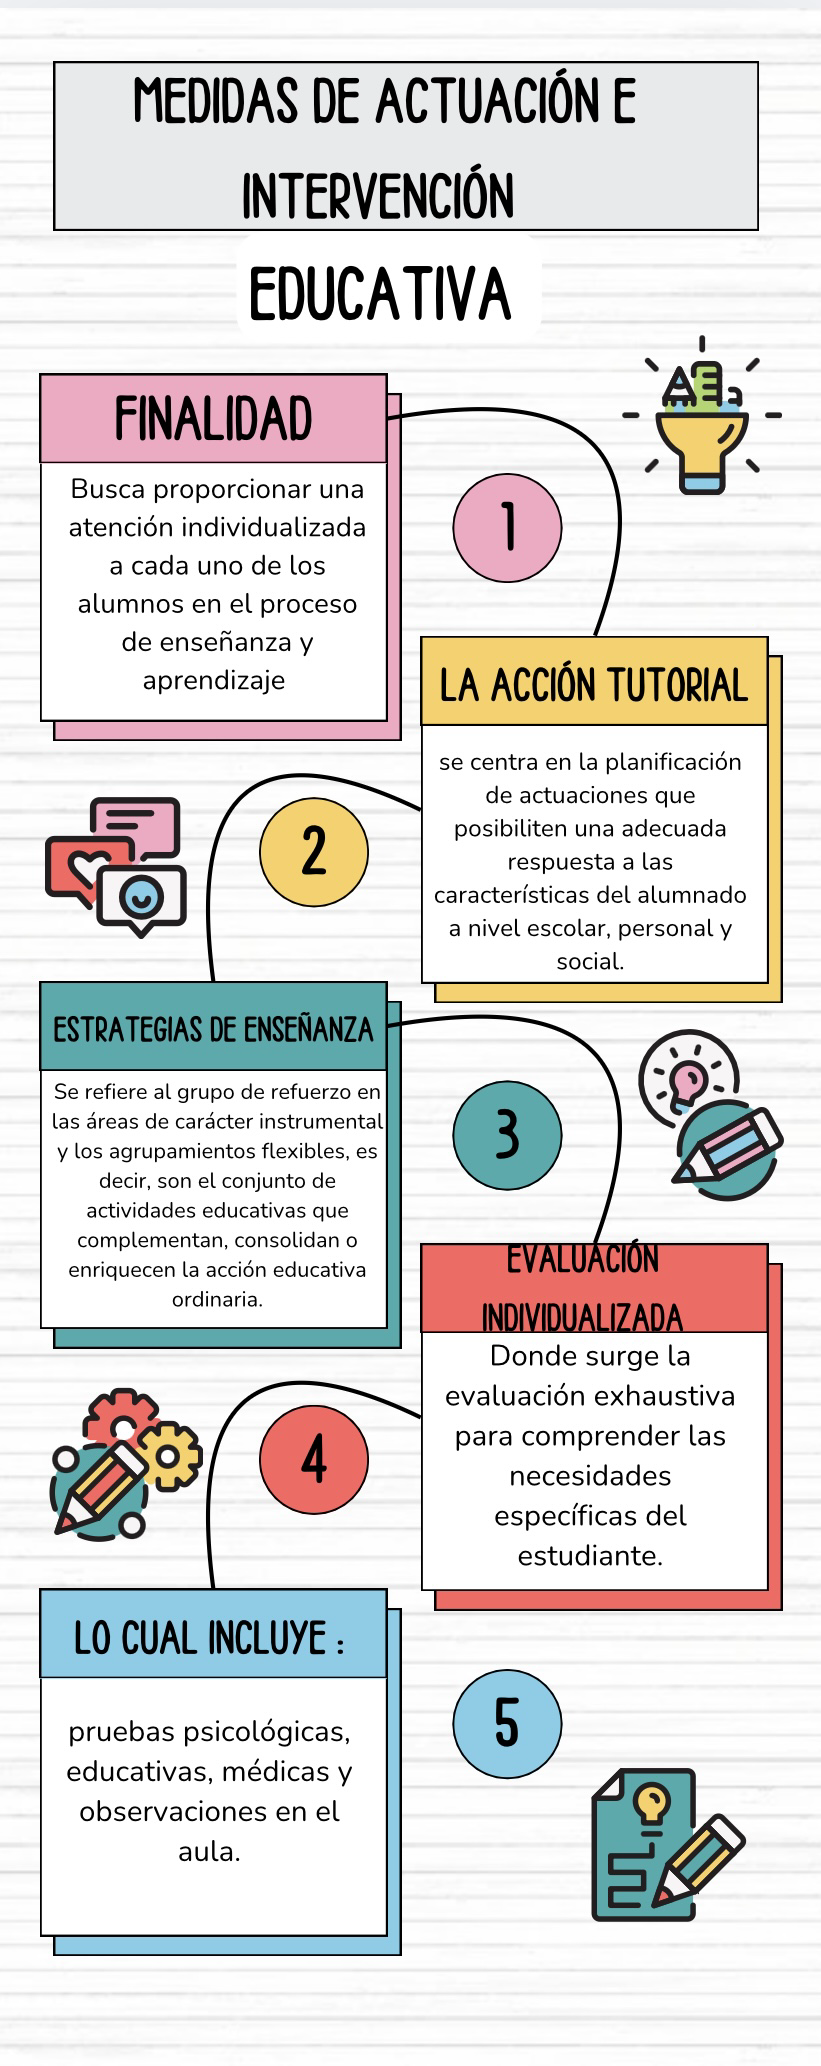 MEDIDAS DE ACTUACIÓN E
INTERVENCIÓN
EDUCATIVA
FINALIDAD
Busca proporcionar una
atención individualizada
a cada uno de los
alumnos en el proceso
de enseñanza y
aprendizaje
1
LA ACCIÓN TUTORIAL
se centra en la planificación
de actuaciones que
posibiliten una adecuada
respuesta a las
características del alumnado
a nivel escolar, personal y
social.
2
ESTRATEGIAS DE ENSEÑANZA
Se refiere al grupo de refuerzo en
las áreas de carácter instrumental
y los agrupamientos flexibles, es
decir, son el conjunto de
actividades educativas que
complementan, consolidan o
enriquecen la acción educativa
ordinaria.
3
EVALUACIÓN
INDIVIDUALIZADA
Donde surge la
evaluación exhaustiva
para comprender las
necesidades
específicas del
estudiante.
4
LO CUAL INCLUYE :
pruebas psicológicas,
educativas, médicas y
observaciones en el
aula.
5